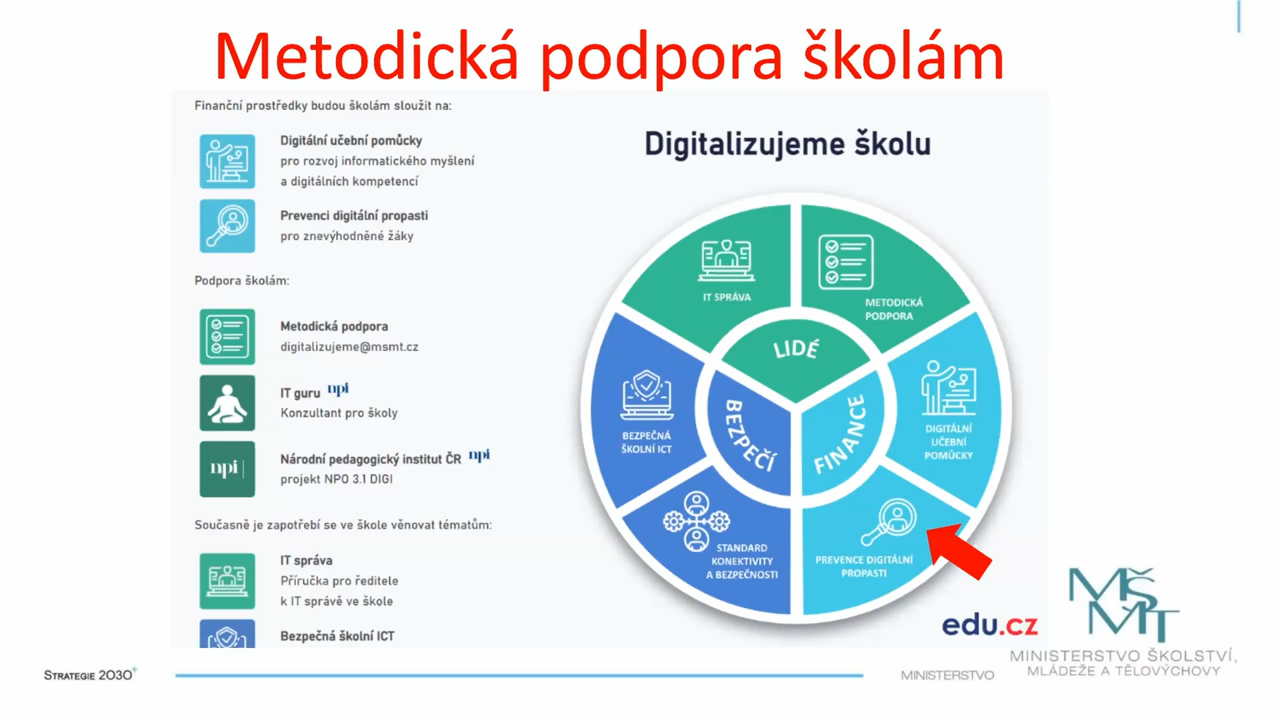 Metodická podpora školám
Finanční prostředky budou školám sloužit na:
Digitální učební pomůcky
pro rozvoj informatického myšlení
a digitálních kompetencí
Prevenci digitální propasti
pro znevýhodněné žáky
Podpora školám:
Metodická podpora
digitalizujeme@msmt.cz
IT guru npi
Konzultant pro školy
npi
Národní pedagogický institut ČR npi
projekt NPO 3.1 DIGI
Současně je zapotřebí se ve škole věnovat tématům:
IT správa
Příručka pro ředitele
k IT správě ve škole
Bezpečná školní ICT
Digitalizujeme školu
IT SPRÁVA
METODICKÁ
PODPORA
LIDÉ
BEZPEČÍ
FINANCE
BEZPEČNÁ
ŠKOLNÍ ICT
DIGITÁLNÍ
UČEBNÍ
POMŮCKY
STANDARD
KONEKTIVITY
A BEZPEČNOSTI
PREVENCE DIGITÁLNÍ
PROPASTI
edu.cz
MŠMT
MINISTERSTVO ŠKOLSTVÍ,
MLÁDEŽE A TĚLOVÝCHOVY
STRATEGIE 2030+
MINISTERSTVO